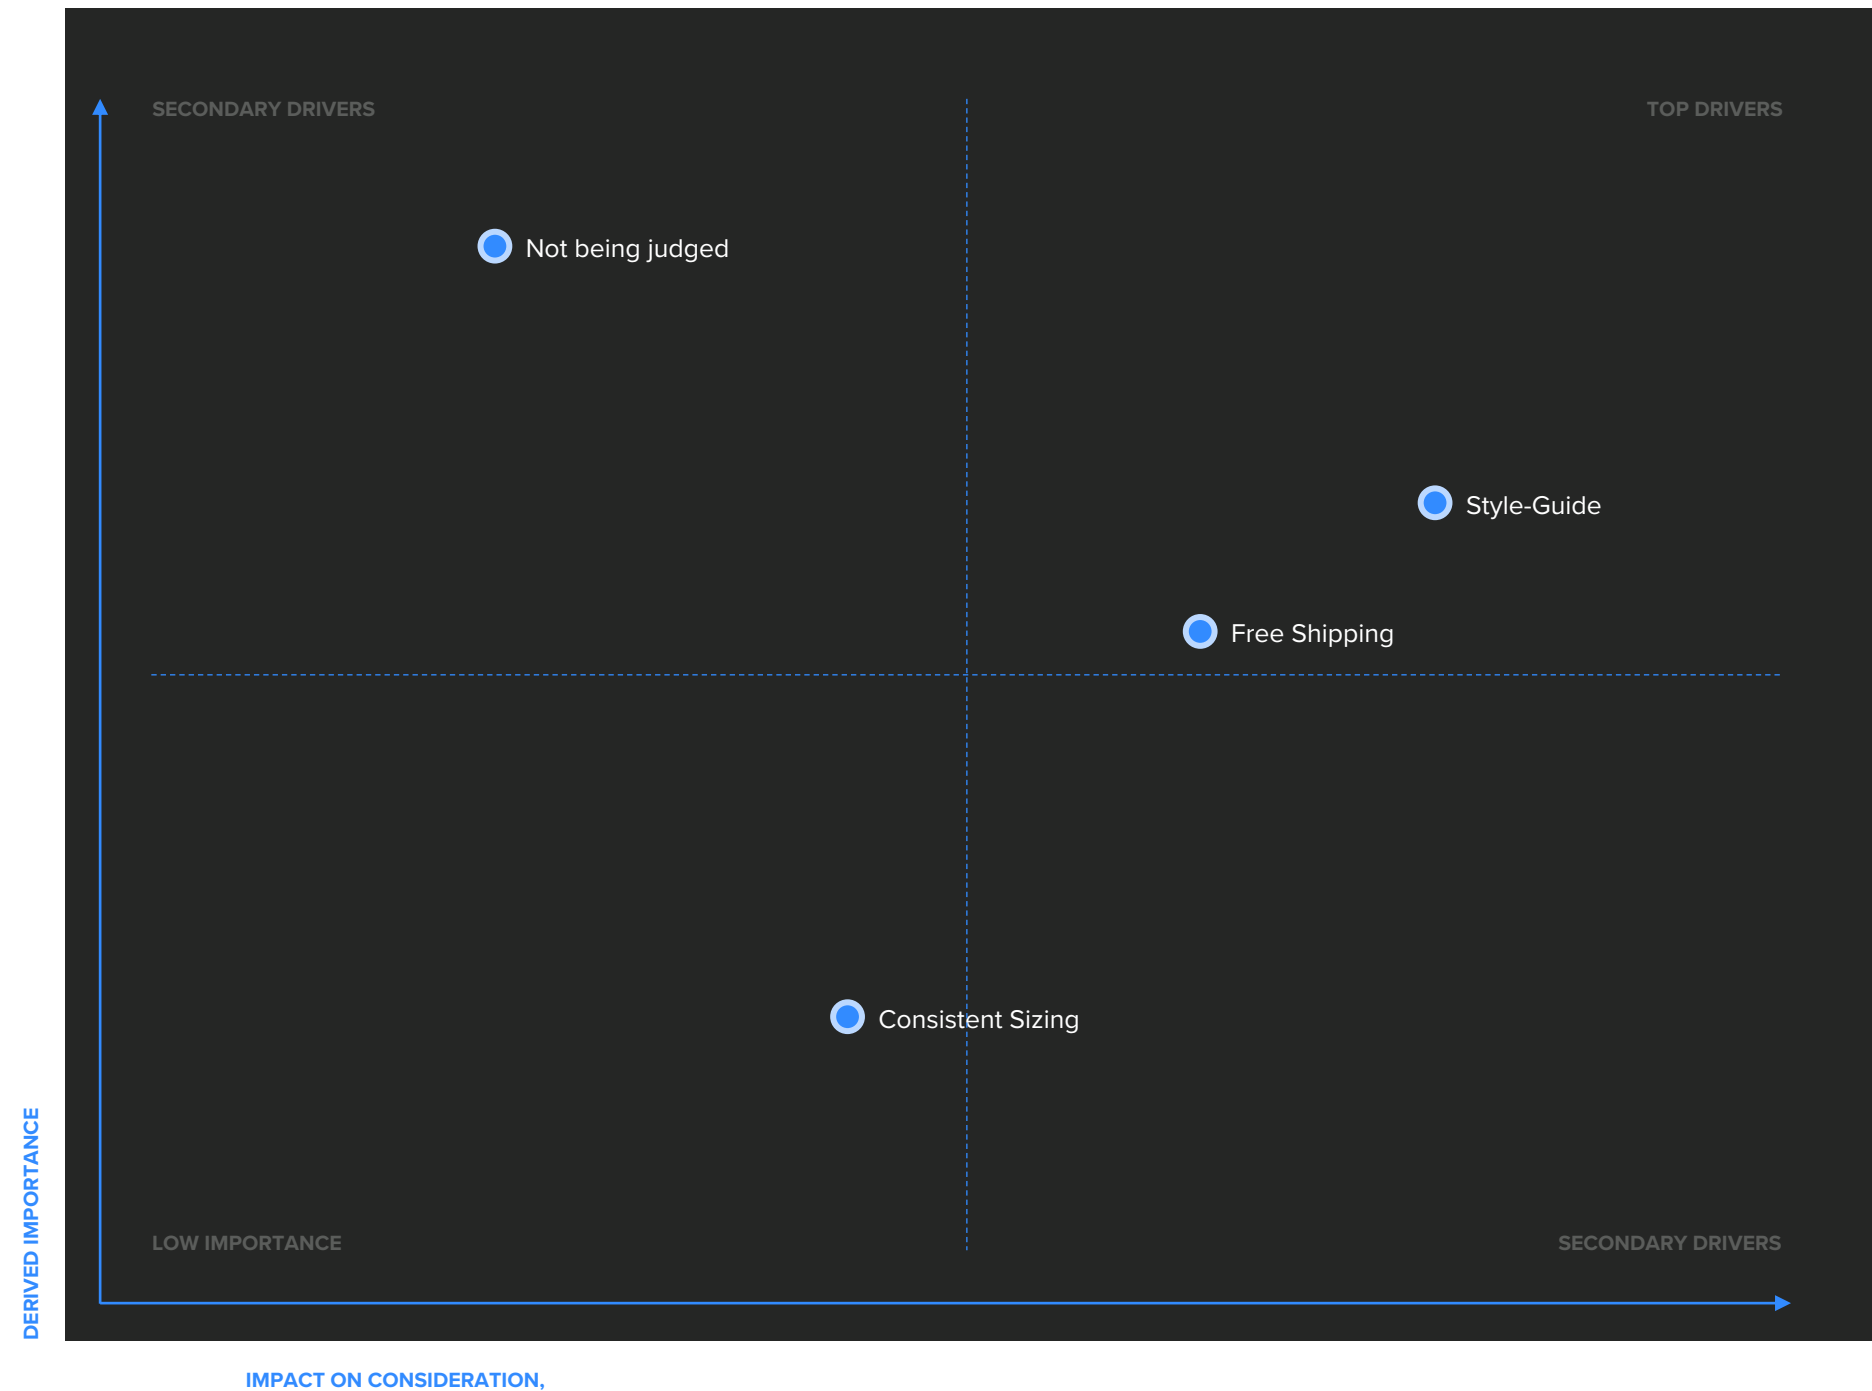 SECONDARY DRIVERS
TOP DRIVERS
Not being judged
Style-Guide
Free Shipping
Consistent Sizing
LOW IMPORTANCE
SECONDARY DRIVERS
DERIVED IMPORTANCE
IMPACT ON CONSIDERATION,